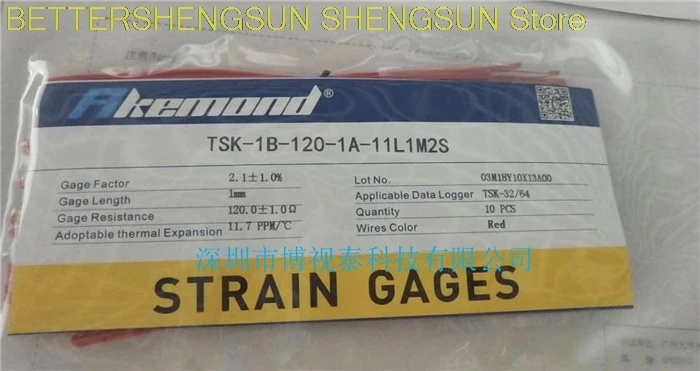 BETTERSHENGSUN SHENGSUN Store
Akemond®
TSK-1B-120-1A-11L1M2S
Gage Factor 2.1±1.0%
Gage Length 1mm
Gage Resistance 120.0±1.0Ω
Adoptable thermal Expansion 11.7 PPM/℃
Lot No. 03M18Y10X13A00
Applicable Data Logger TSK-32/64
Quantity 10 PCS
Wires Color Red
深圳市博视泰科技有限公司
STRAIN GAGES